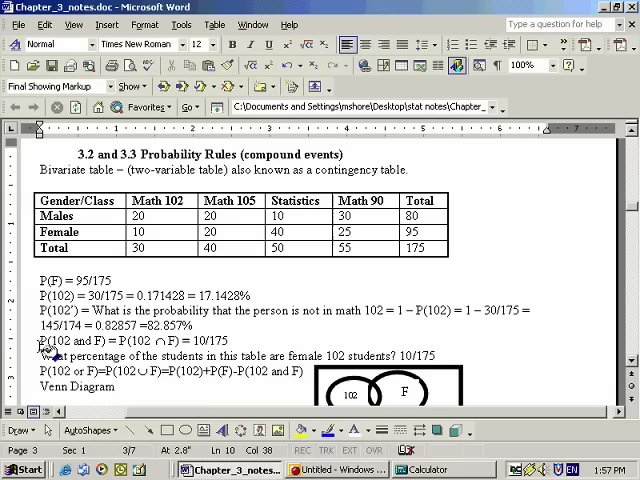 Chapter_3_notes.doc - Microsoft Word
File Edit View Insert Format Tools Table Window Help Type a question for help
Normal Times New Roman 12 B I U
100%
Final Showing Markup Show
Favorites Go C:\Documents and Settings\mshore\Desktop\stat notes\Chapter_
1 2 3 4 5 6 7
3.2 and 3.3 Probability Rules (compound events)
Bivariate table – (two-variable table) also known as a contingency table.
Gender/Class Math 102 Math 105 Statistics Math 90 Total
Males 20 20 10 30 80
Female 10 20 40 25 95
Total 30 40 50 55 175
P(F) = 95/175
P(102) = 30/175 = 0.171428 = 17.1428%
P(102') = What is the probability that the person is not in math 102 = 1 – P(102) = 1 – 30/175 =
145/174 = 0.82857 =82.857%
P(102 and F) = P(102 ∩ F) = 10/175
What percentage of the students in this table are female 102 students? 10/175
P(102 or F)=P(102∪F)=P(102)+P(F)-P(102 and F)
Venn Diagram
102 F
Draw AutoShapes
Page 3 Sec 1 3/7 At 2.8" Ln 10 Col 38 REC TRK EXT OVR
Start Chapter_3_notes... Untitled - Windows ... Calculator EN 1:57 PM